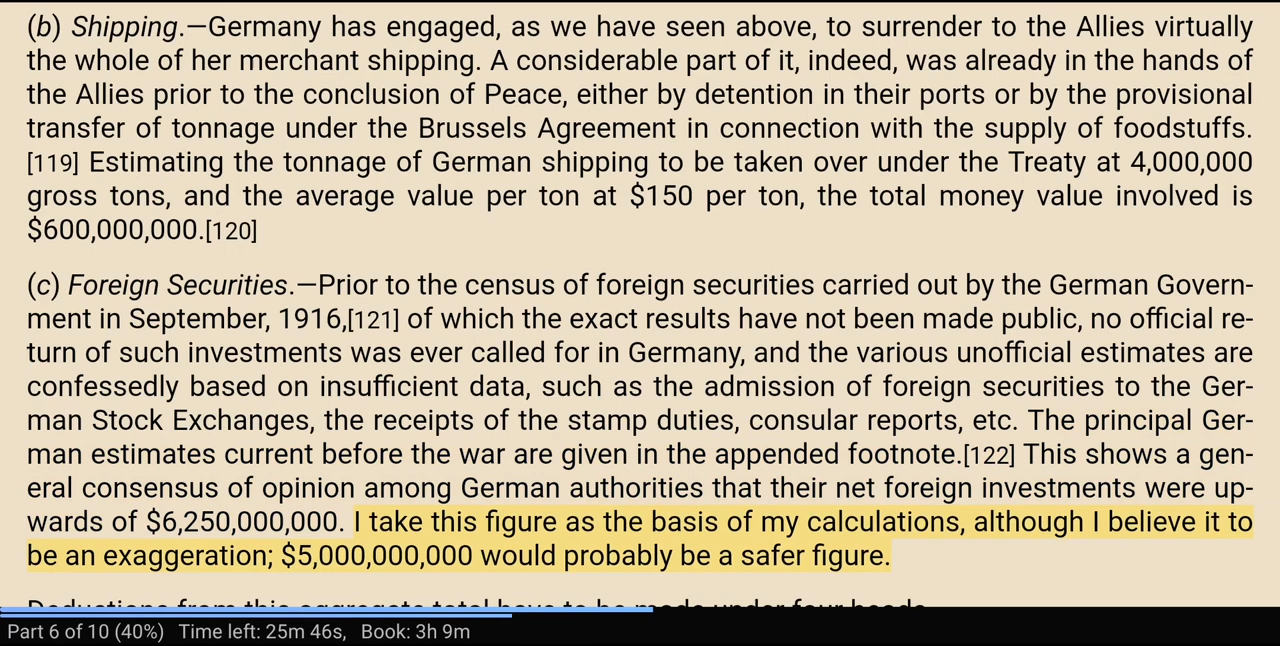 (b) Shipping.—Germany has engaged, as we have seen above, to surrender to the Allies virtually
the whole of her merchant shipping. A considerable part of it, indeed, was already in the hands of
the Allies prior to the conclusion of Peace, either by detention in their ports or by the provisional
transfer of tonnage under the Brussels Agreement in connection with the supply of foodstuffs.
[119] Estimating the tonnage of German shipping to be taken over under the Treaty at 4,000,000
gross tons, and the average value per ton at $150 per ton, the total money value involved is
$600,000,000.[120]
(c) Foreign Securities.—Prior to the census of foreign securities carried out by the German Govern-
ment in September, 1916,[121] of which the exact results have not been made public, no official re-
turn of such investments was ever called for in Germany, and the various unofficial estimates are
confessedly based on insufficient data, such as the admission of foreign securities to the Ger-
man Stock Exchanges, the receipts of the stamp duties, consular reports, etc. The principal Ger-
man estimates current before the war are given in the appended footnote.[122] This shows a gen-
eral consensus of opinion among German authorities that their net foreign investments were up-
wards of $6,250,000,000. I take this figure as the basis of my calculations, although I believe it to
be an exaggeration; $5,000,000,000 would probably be a safer figure.
Deductions from this aggregate total have to be made under four heads.
Part 6 of 10 (40%) Time left: 25m 46s, Book: 3h 9m